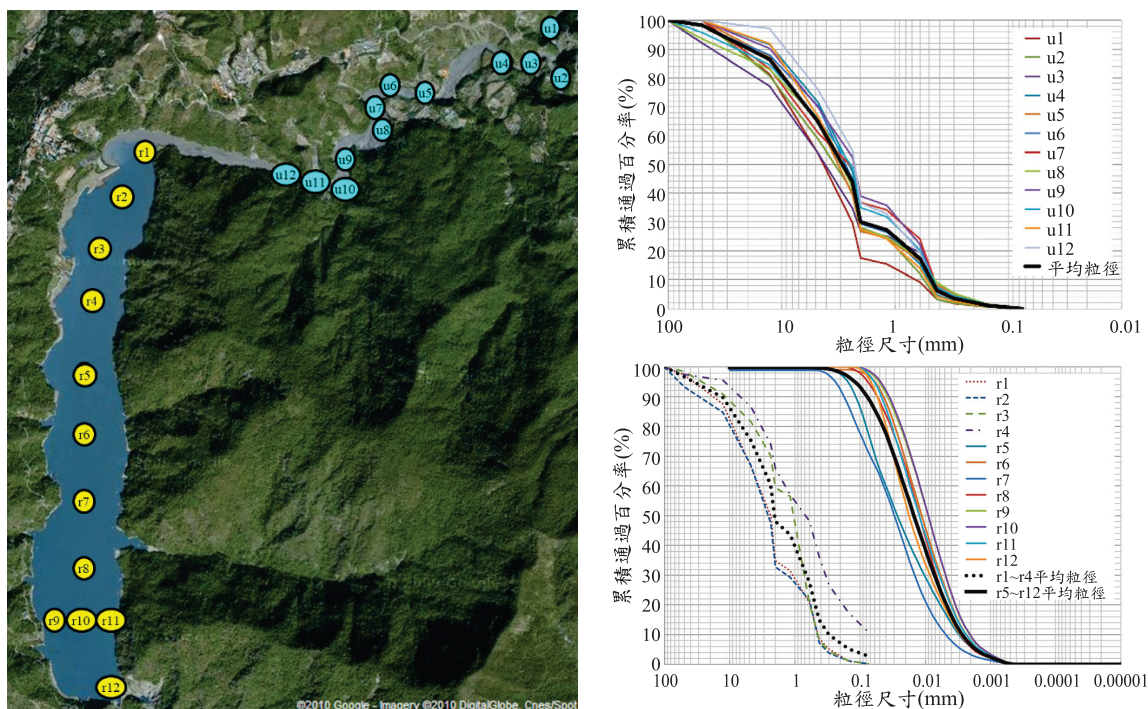 u1
u2
u3
u4
u5
u6
u7
u8
u9
u10
u11
u12
r1
r2
r3
r4
r5
r6
r7
r8
r9
r10
r11
r12
©2010 Google - Imagery ©2010 DigitalGlobe, Cnes/Spot
累積通過百分率(%)
100
90
80
70
60
50
40
30
20
10
0
100
10
1
0.1
0.01
粒徑尺寸(mm)
u1
u2
u3
u4
u5
u6
u7
u8
u9
u10
u11
u12
平均粒徑
累積通過百分率(%)
100
90
80
70
60
50
40
30
20
10
0
100
10
1
0.1
0.01
0.001
0.0001
0.00001
粒徑尺寸(mm)
r1
r2
r3
r4
r5
r6
r7
r8
r9
r10
r11
r12
r1~r4平均粒徑
r5~r12平均粒徑